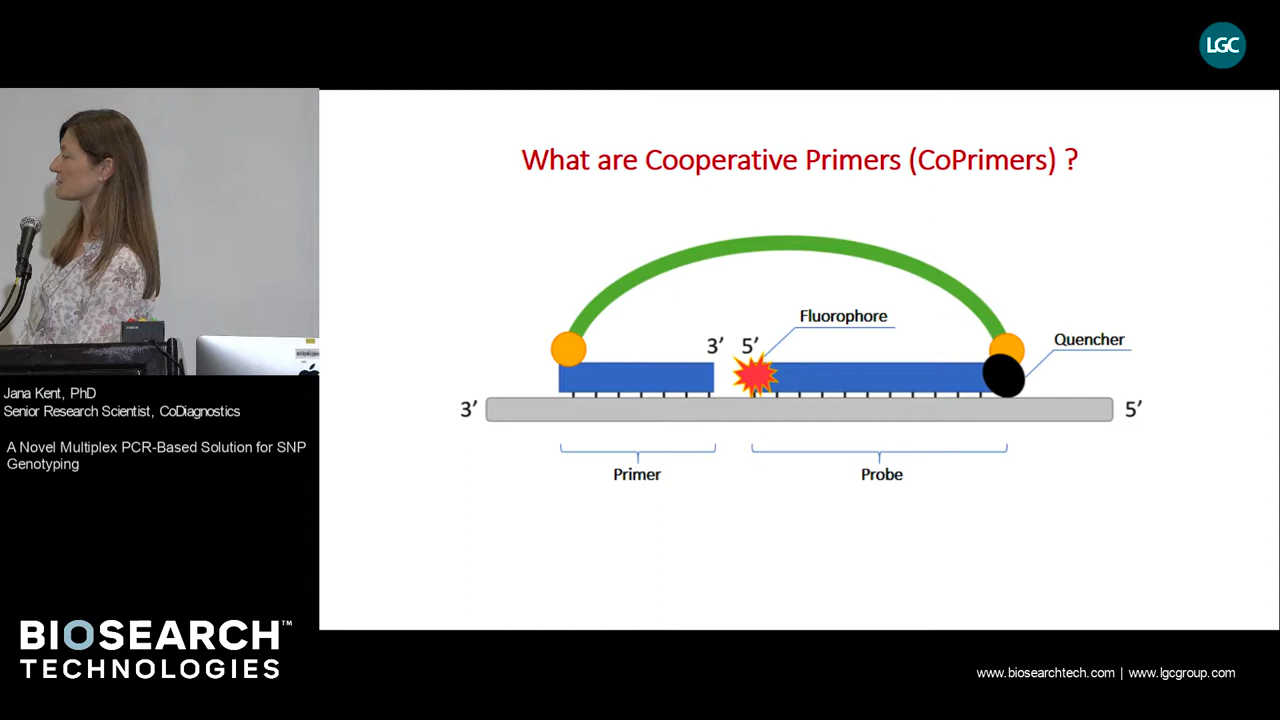 LGC
What are Cooperative Primers (CoPrimers) ?
Fluorophore
Quencher
3’ 5’
3’
5’
Primer
Probe
Jana Kent, PhD
Senior Research Scientist, CoDiagnostics
A Novel Multiplex PCR-Based Solution for SNP
Genotyping
BIOSEARCH™
TECHNOLOGIES
www.biosearchtech.com | www.lgcgroup.com